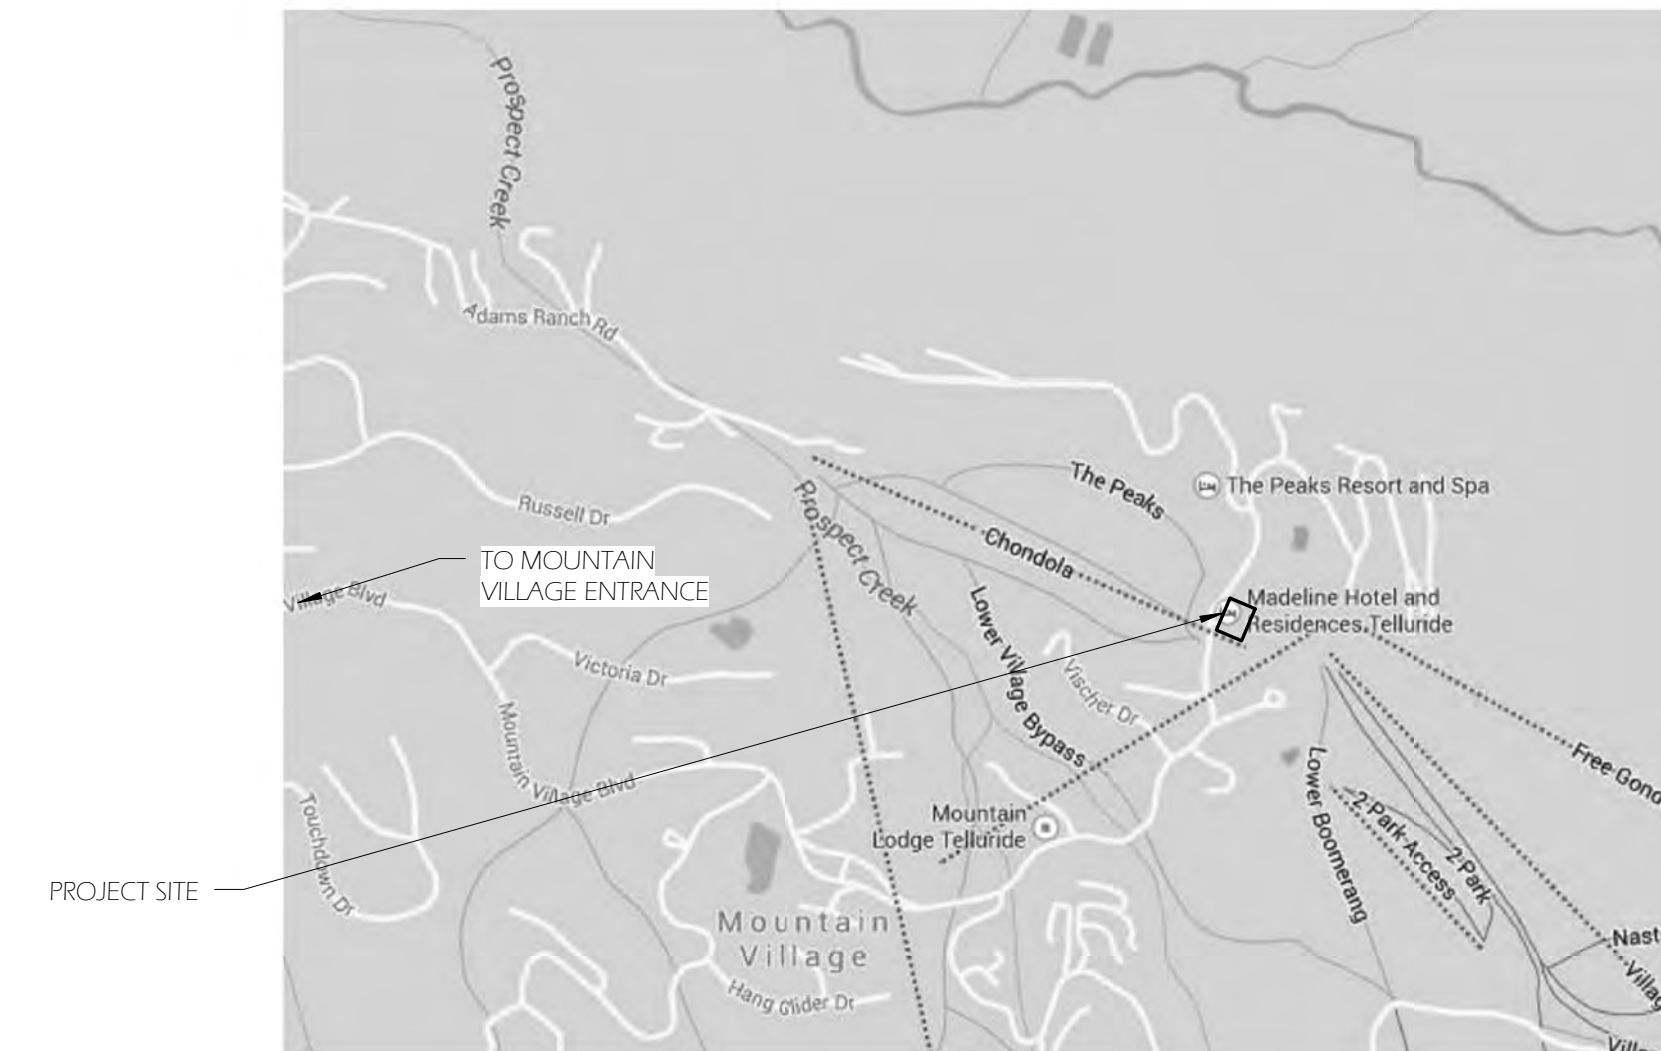 Prospect Creek
Adams Ranch Rd
The Peaks
The Peaks Resort and Spa
Russell Dr
Prospect Creek
Chondola
TO MOUNTAIN
VILLAGE ENTRANCE
Village Blvd
Madeline Hotel and
Residences, Telluride
Lower Village Bypass
Victoria Dr
Vischer Dr
Mountain Village Blvd
Free Gond
Lower Boomerang
2-Park-Access
2-Park
Mountain
Lodge Telluride
Touchdown Dr
PROJECT SITE
Mountain
Village
Nast
Villag
Hang Glider Dr
Villa